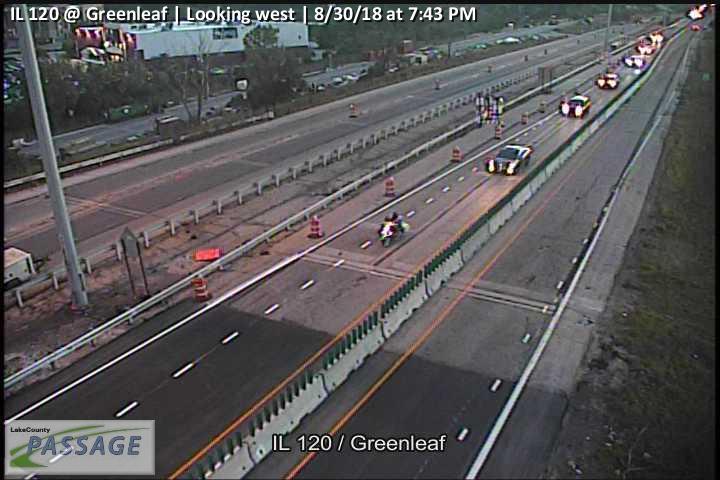 IL 120 @ Greenleaf | Looking west | 8/30/18 at 7:43 PM
IL 120 / Greenleaf
LakeCounty
PASSAGE